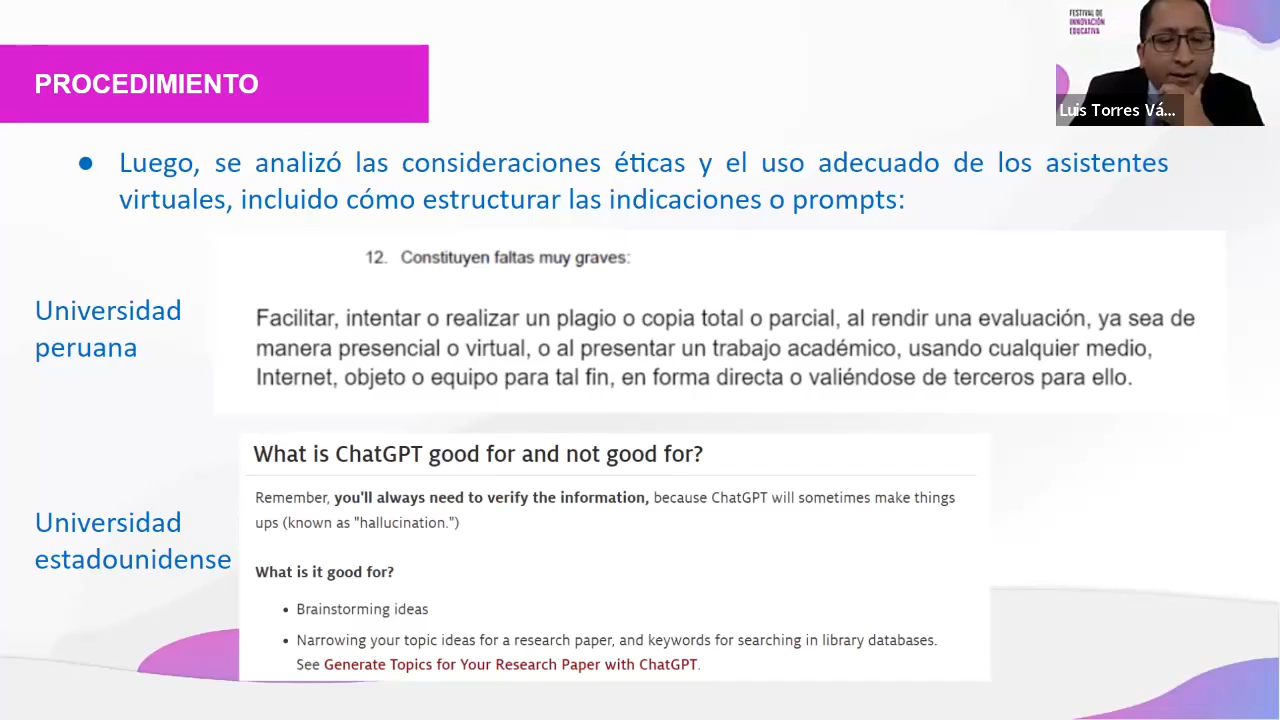 FESTIVAL DE
INNOVACIÓN
EDUCATIVA
Luis Torres Vá...
PROCEDIMIENTO
● Luego, se analizó las consideraciones éticas y el uso adecuado de los asistentes
virtuales, incluido cómo estructurar las indicaciones o prompts:
12. Constituyen faltas muy graves:
Universidad
peruana
Facilitar, intentar o realizar un plagio o copia total o parcial, al rendir una evaluación, ya sea de
manera presencial o virtual, o al presentar un trabajo académico, usando cualquier medio,
Internet, objeto o equipo para tal fin, en forma directa o valiéndose de terceros para ello.
Universidad
estadounidense
What is ChatGPT good for and not good for?
Remember, you'll always need to verify the information, because ChatGPT will sometimes make things
ups (known as "hallucination.")
What is it good for?
• Brainstorming ideas
• Narrowing your topic ideas for a research paper, and keywords for searching in library databases.
See Generate Topics for Your Research Paper with ChatGPT.